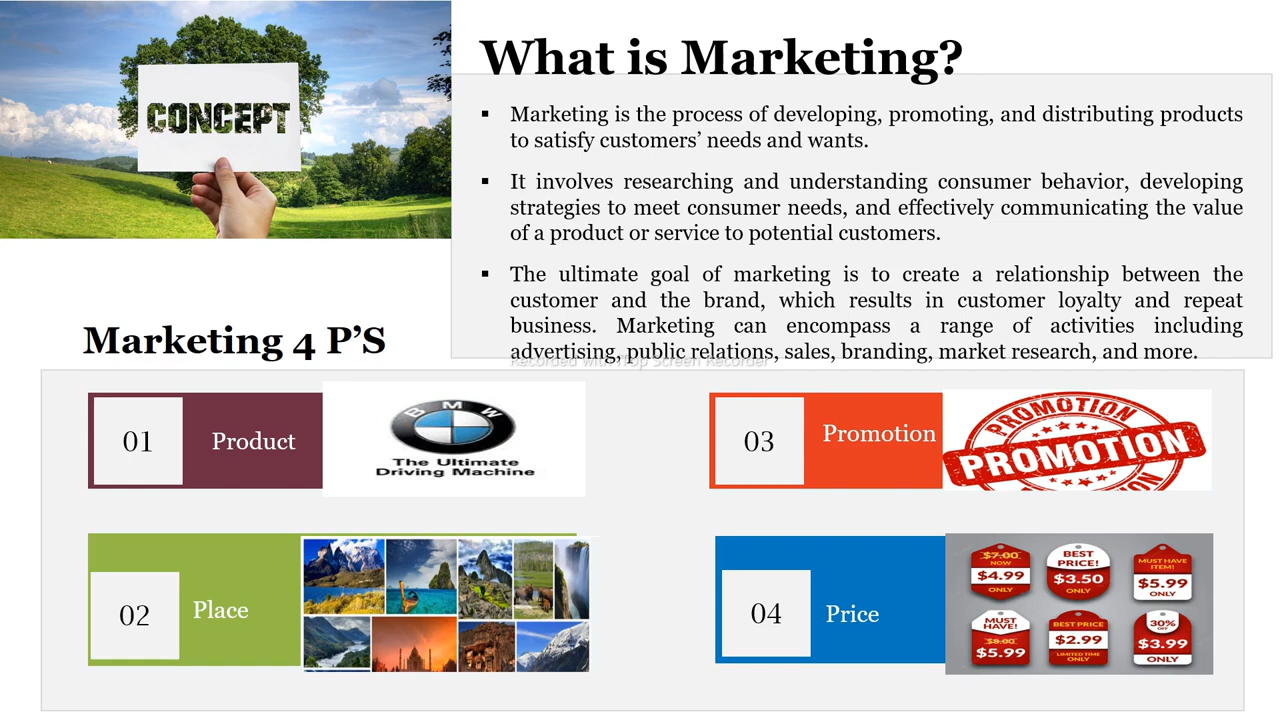 CONCEPT
What is Marketing?
▪ Marketing is the process of developing, promoting, and distributing products
to satisfy customers’ needs and wants.
▪ It involves researching and understanding consumer behavior, developing
strategies to meet consumer needs, and effectively communicating the value
of a product or service to potential customers.
▪ The ultimate goal of marketing is to create a relationship between the
customer and the brand, which results in customer loyalty and repeat
business. Marketing can encompass a range of activities including
advertising, public relations, sales, branding, market research, and more.
Recorded with iTop Screen Recorder
Marketing 4 P’S
01
Product
BMW
The Ultimate
Driving Machine
03
Promotion
PROMOTION
PROMOTION
PROMOTION
02
Place
04
Price
$7.00
NOW
$4.99
ONLY
BEST
PRICE!
$3.50
ONLY
MUST HAVE
ITEM!
$5.99
ONLY
MUST
HAVE!
$8.00
$5.99
BEST PRICE
$2.99
LIMITED TIME
ONLY
30%
OFF
$3.99
ONLY